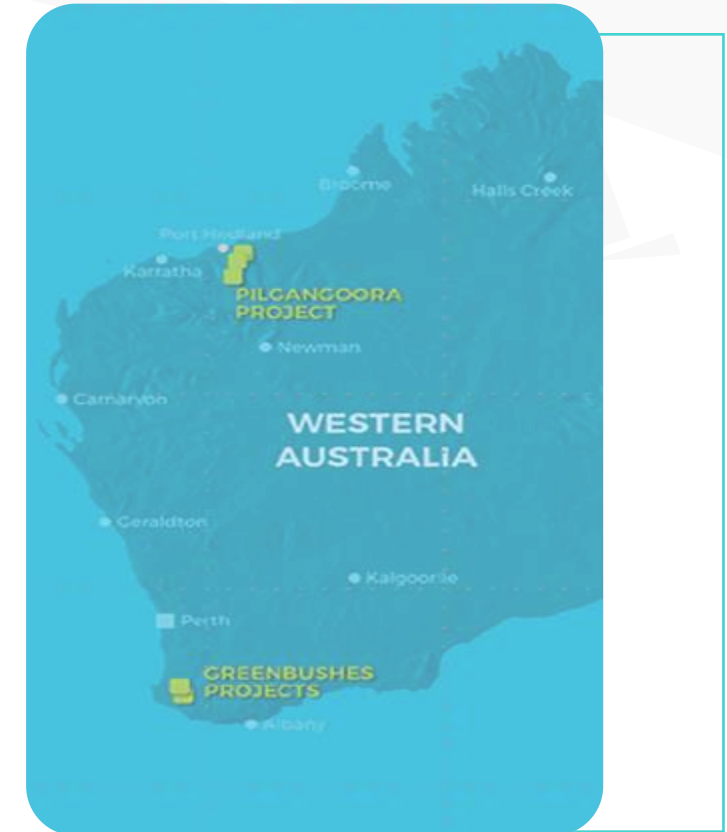 Broome
Halls Creek
Port Hedland
Karratha
PILGANGOORA
PROJECT
Newman
Carnarvon
WESTERN
AUSTRALiA
Geraldton
Kalgoorlie
Perth
GREENBUSHES
PROJECTS
Albany